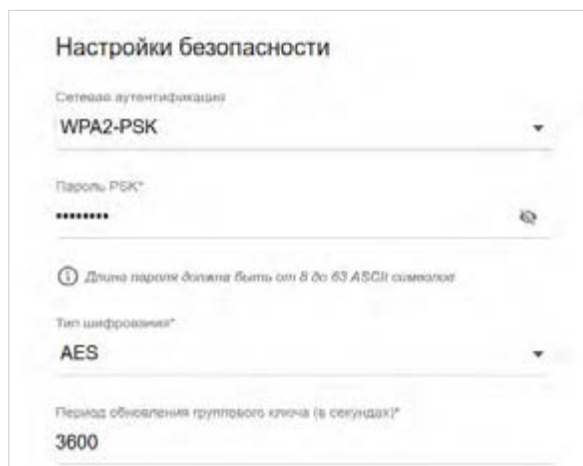 Настройки безопасности
Сетевая аутентификация
WPA2-PSK
Пароль PSK*
••••••••
Длина пароля должна быть от 8 до 63 ASCII символов
Тип шифрования*
AES
Период обновления группового ключа (в секундах)*
3600